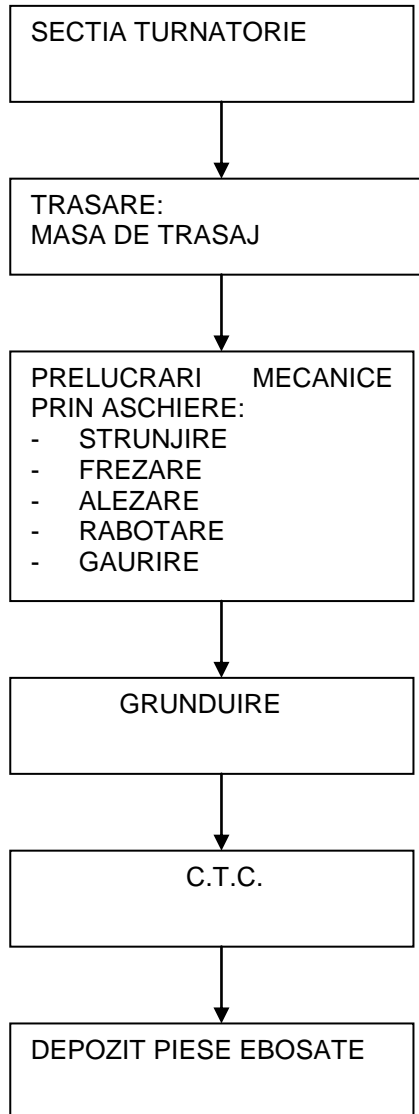 SECTIA TURNATORIE
TRASARE:
MASA DE TRASAJ
PRELUCRARI MECANICE
PRIN ASCHIERE:
- STRUNJIRE
- FREZARE
- ALEZARE
- RABOTARE
- GAURIRE
GRUNDUIRE
C.T.C.
DEPOZIT PIESE EBOSATE